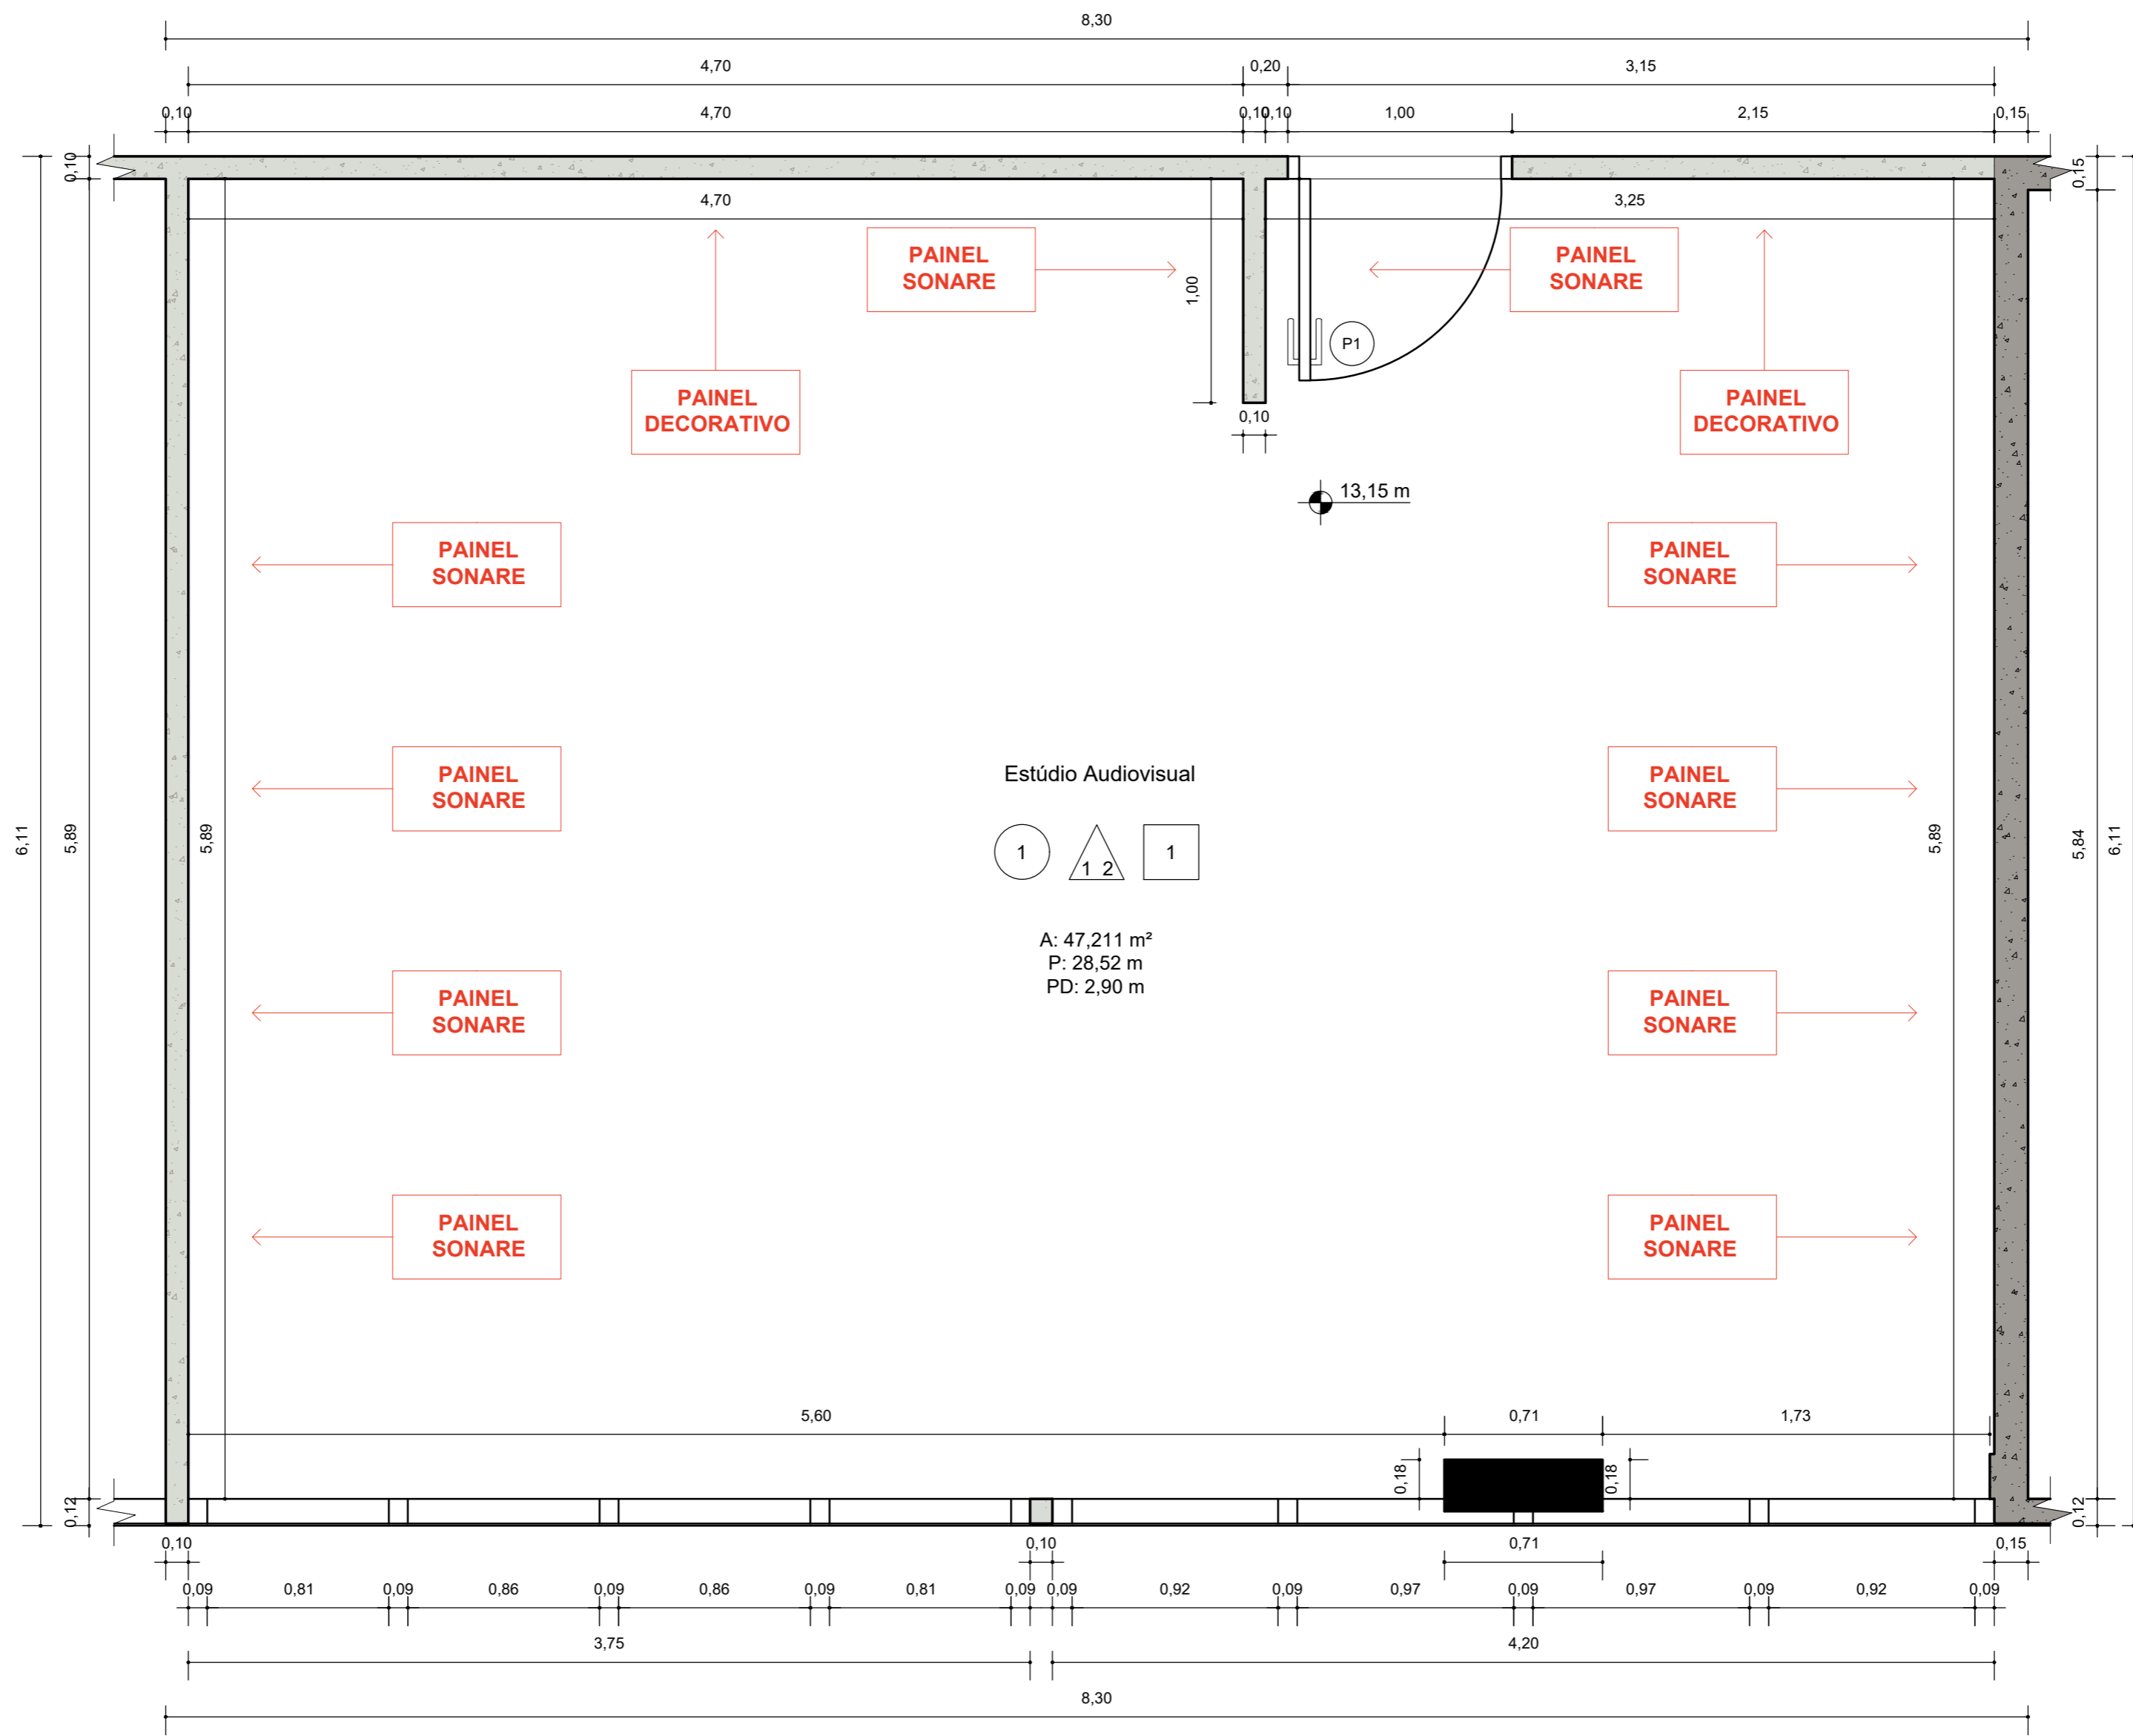 8,30
4,70 0,20 3,15
0,10 4,70 0,10 0,10 1,00 2,15 0,15
0,10
0,15
4,70 3,25
PAINEL
SONARE
PAINEL
SONARE
1,00
P1
PAINEL
DECORATIVO
PAINEL
DECORATIVO
0,10
13,15 m
PAINEL
SONARE
PAINEL
SONARE
PAINEL
SONARE
PAINEL
SONARE
Estúdio Audiovisual
6,11
5,89
5,89
1
1 2
1
5,89
5,84
6,11
A: 47,211 m²
P: 28,52 m
PD: 2,90 m
PAINEL
SONARE
PAINEL
SONARE
PAINEL
SONARE
PAINEL
SONARE
5,60 0,71 1,73
0,18
0,18
0,12
0,12
0,10 0,10 0,71 0,15
0,09 0,81 0,09 0,86 0,09 0,86 0,09 0,81 0,09 0,09 0,92 0,09 0,97 0,09 0,97 0,09 0,92 0,09
3,75 4,20
8,30